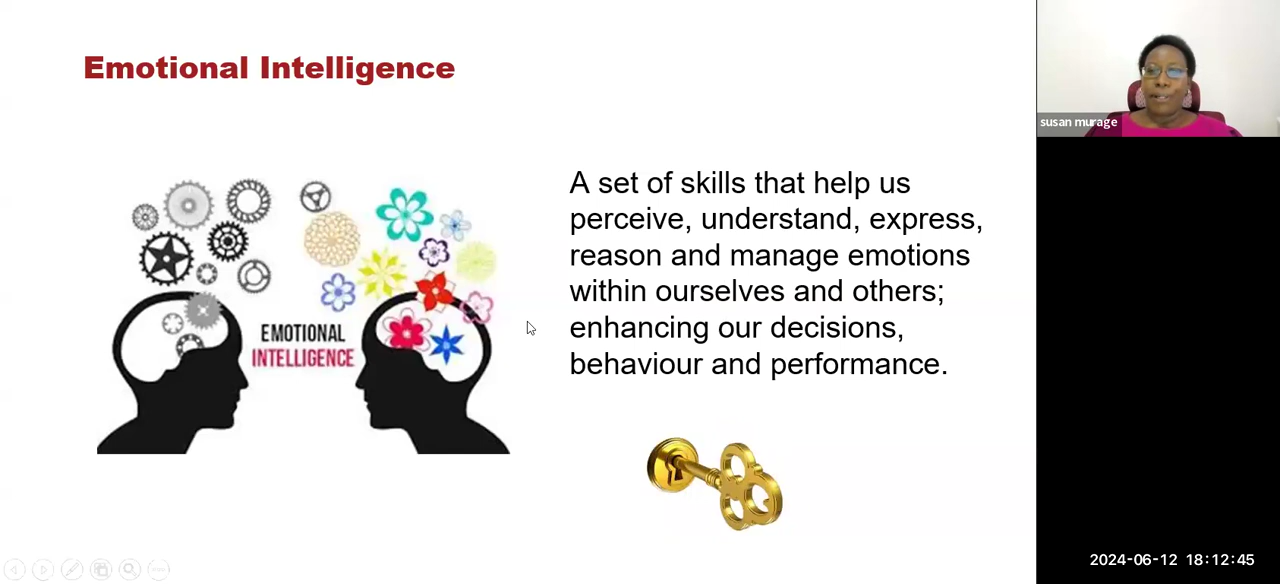 Emotional Intelligence
EMOTIONAL
INTELLIGENCE
A set of skills that help us
perceive, understand, express,
reason and manage emotions
within ourselves and others;
enhancing our decisions,
behaviour and performance.
susan murage
2024-06-12 18:12:45